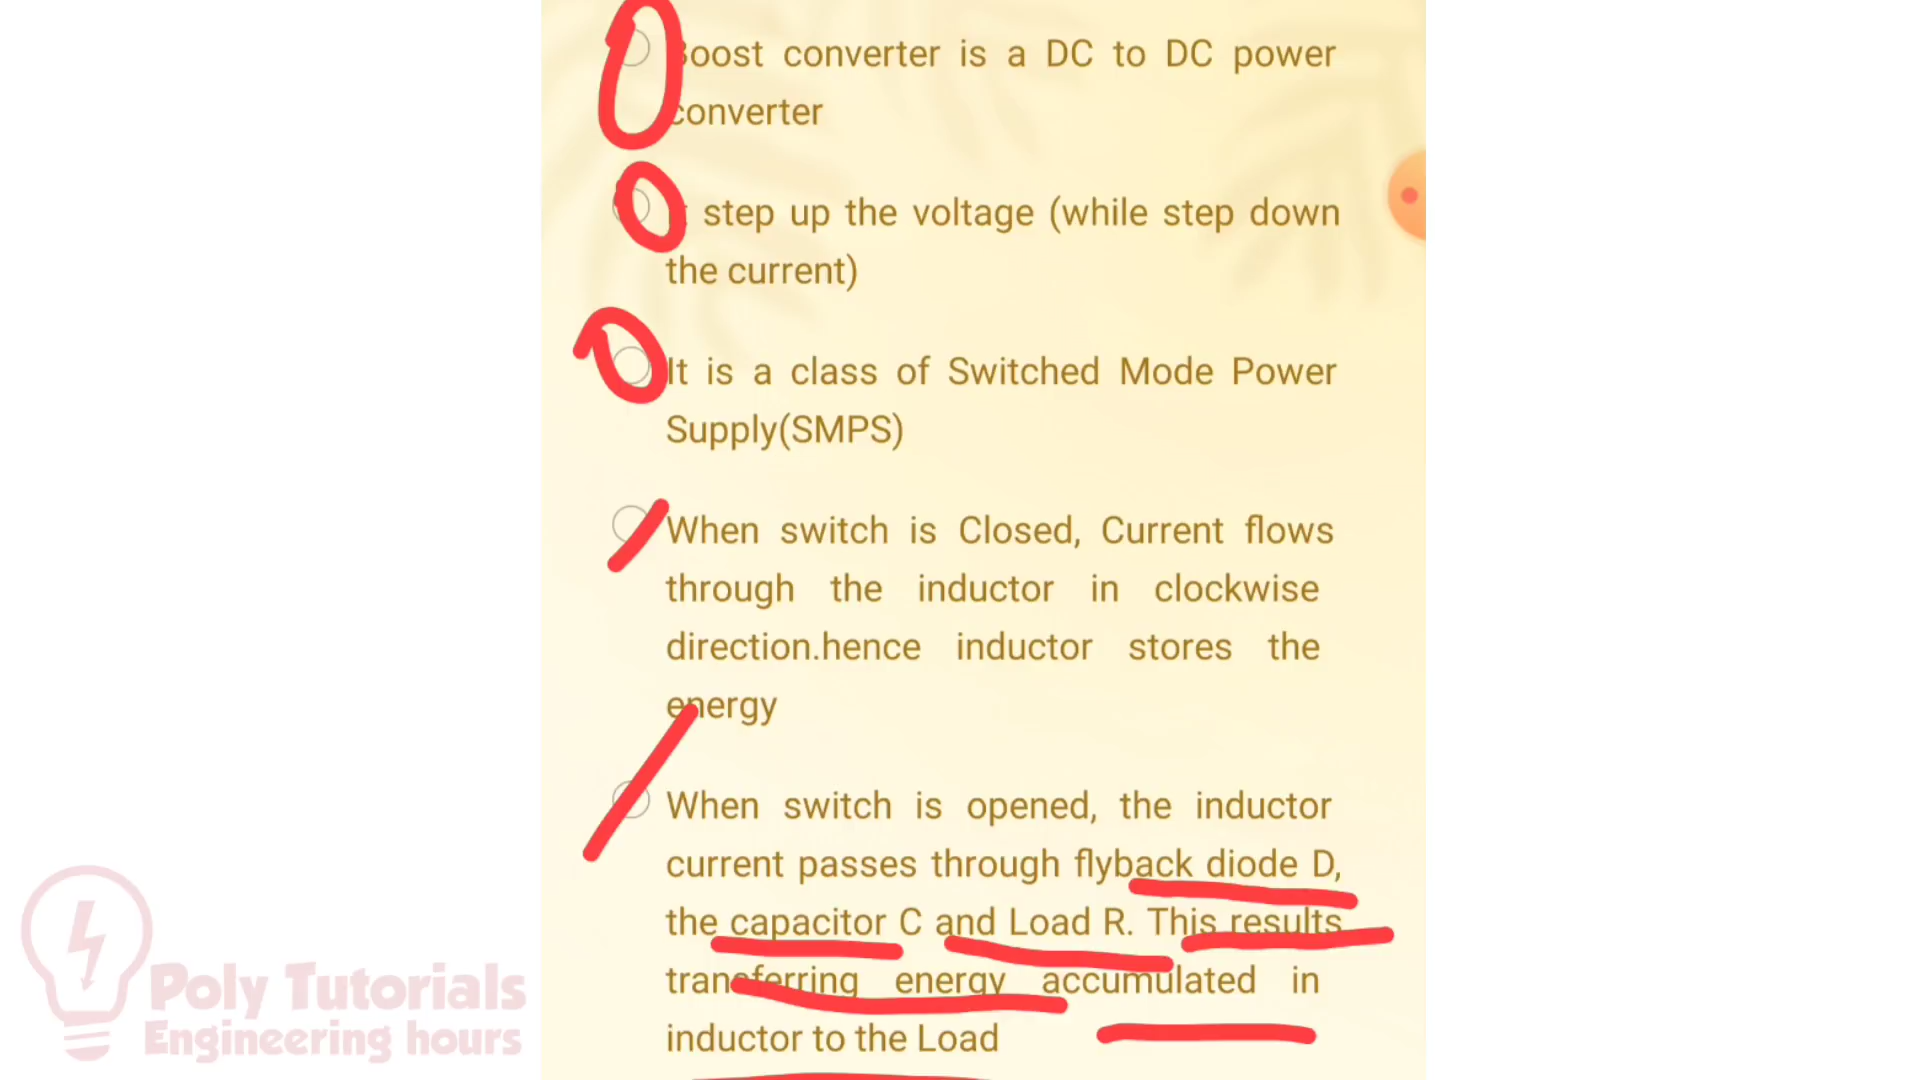 Boost converter is a DC to DC power
converter
step up the voltage (while step down
the current)
It is a class of Switched Mode Power
Supply(SMPS)
When switch is Closed, Current flows
through the inductor in clockwise
direction.hence inductor stores the
energy
When switch is opened, the inductor
current passes through flyback diode D,
the capacitor C and Load R. This results
transferring energy accumulated in
inductor to the Load
Poly Tutorials
Engineering hours